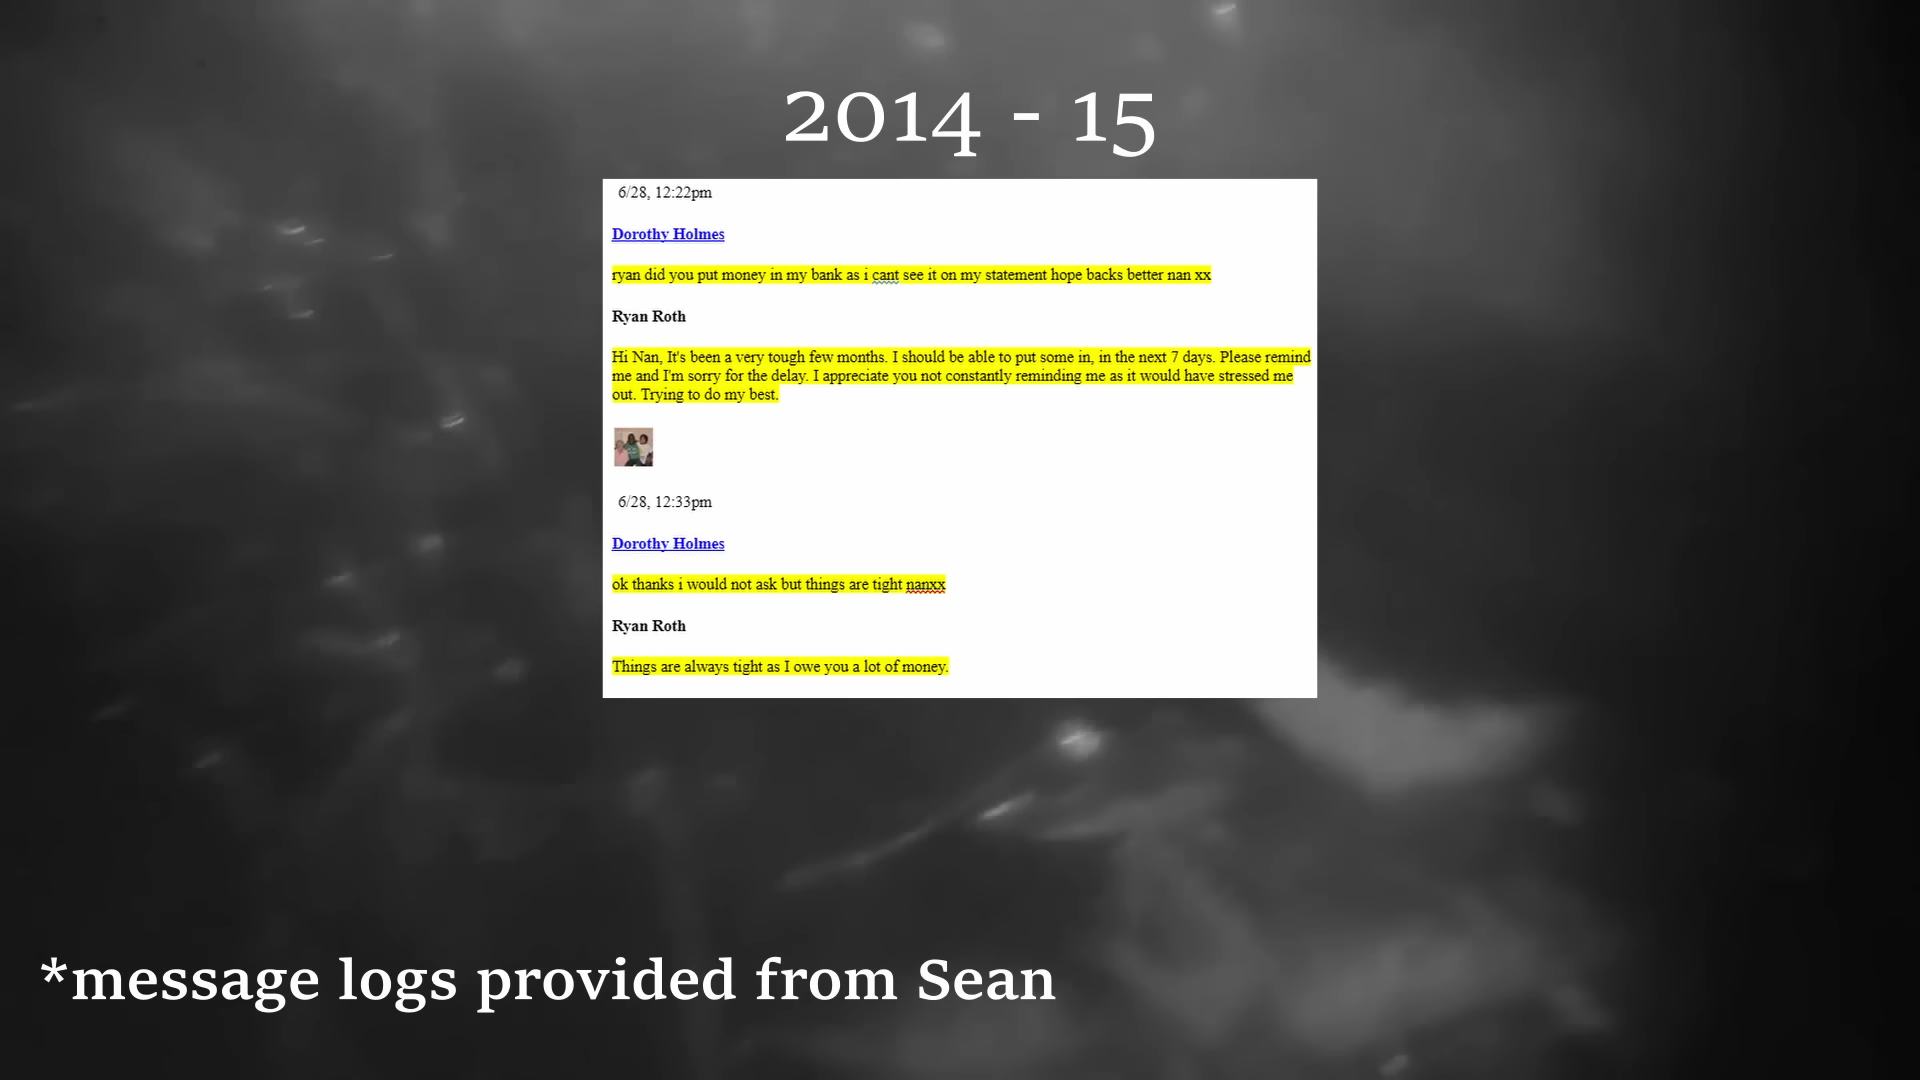 2014 - 15
6/28, 12:22pm
Dorothy Holmes
ryan did you put money in my bank as i cant see it on my statement hope backs better nan xx
Ryan Roth
Hi Nan, It's been a very tough few months. I should be able to put some in, in the next 7 days. Please remind
me and I'm sorry for the delay. I appreciate you not constantly reminding me as it would have stressed me
out. Trying to do my best.
6/28, 12:33pm
Dorothy Holmes
ok thanks i would not ask but things are tight nanxx
Ryan Roth
Things are always tight as I owe you a lot of money.
*message logs provided from Sean